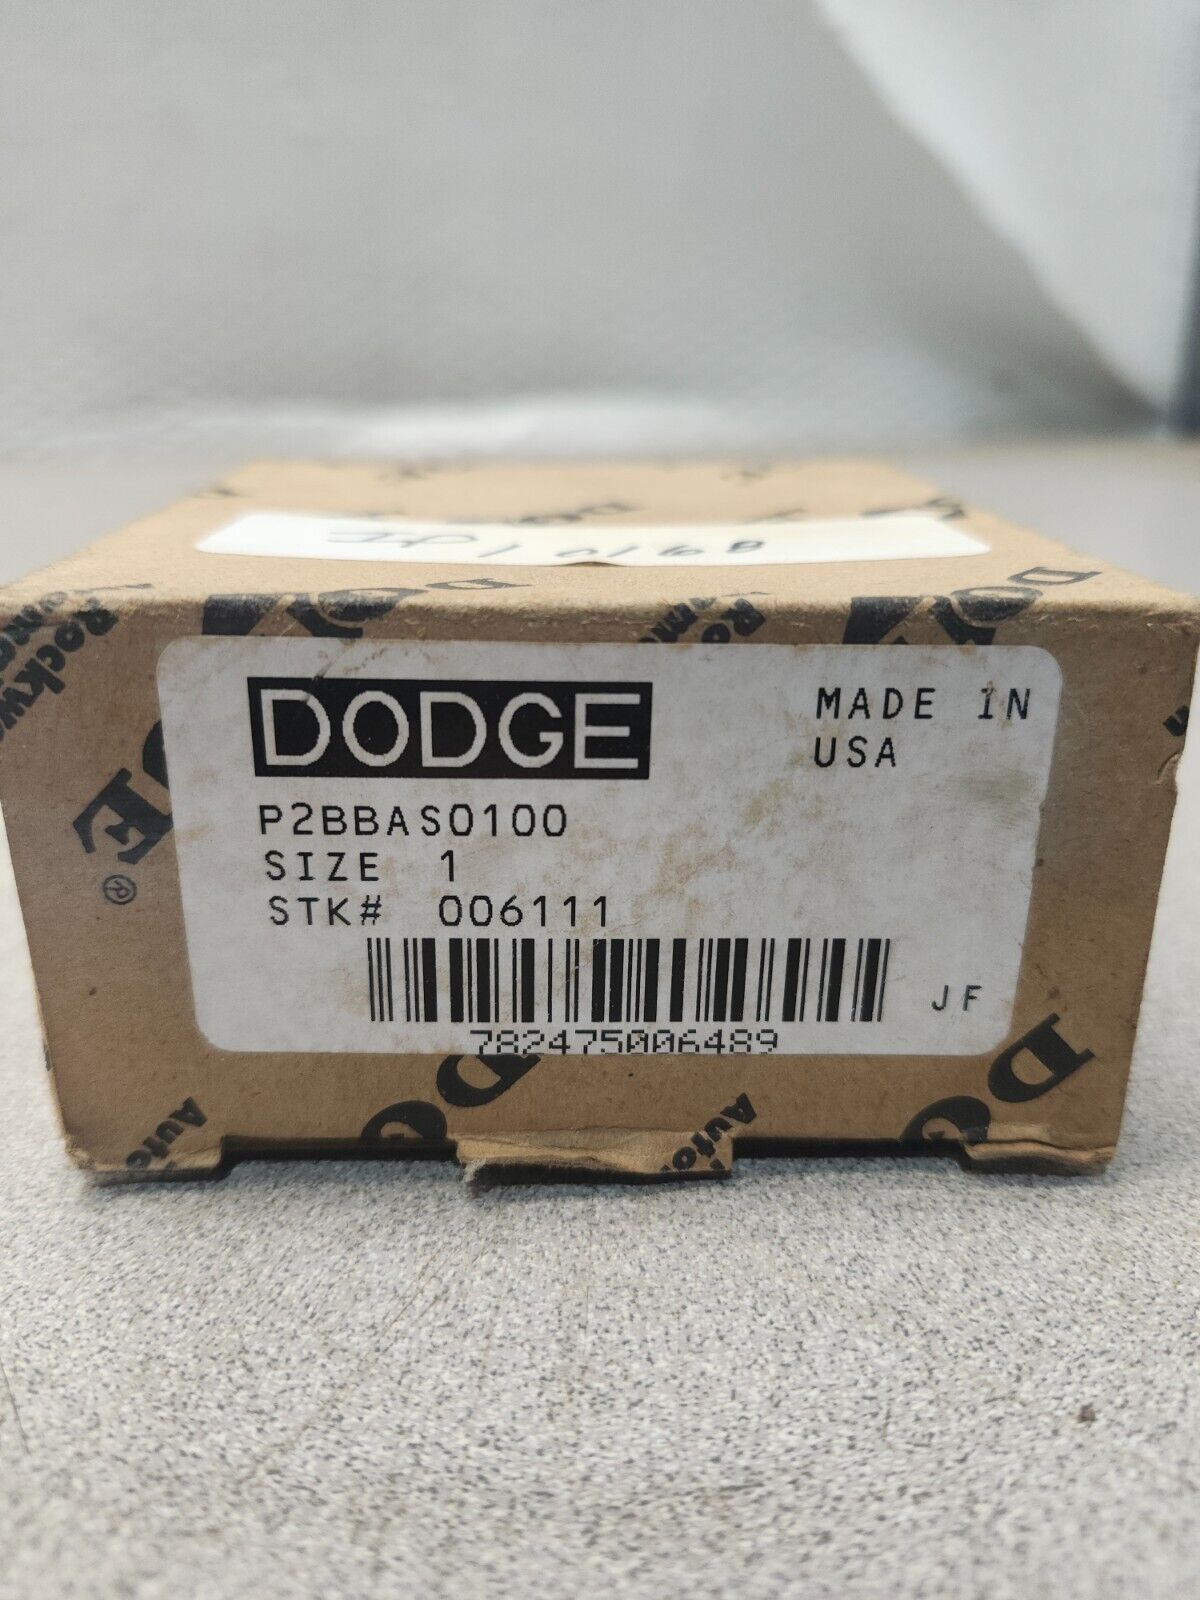 DODGE
MADE IN
USA
P2BBAS0100
SIZE 1
STK# 006111
JF
782475006489